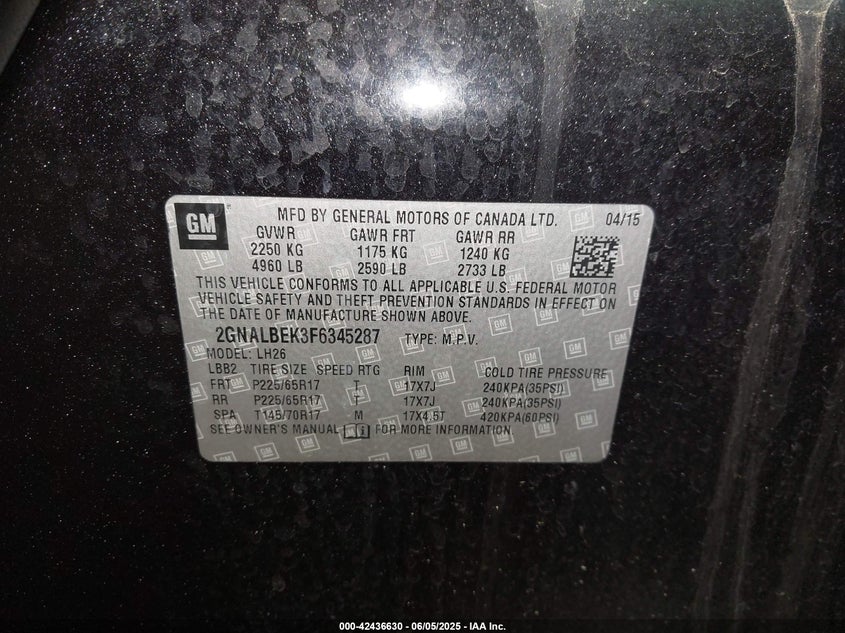 GM
MFD BY GENERAL MOTORS OF CANADA LTD. 04/15
GVWR GAWR FRT GAWR RR
2250 KG 1175 KG 1240 KG
4960 LB 2590 LB 2733 LB
THIS VEHICLE CONFORMS TO ALL APPLICABLE U.S. FEDERAL MOTOR
VEHICLE SAFETY AND THEFT PREVENTION STANDARDS IN EFFECT ON
THE DATE OF MANUFACTURE SHOWN ABOVE.
2GNALBEK3F6345287 TYPE: M.P.V.
MODEL: LH26
LBB2 TIRE SIZE SPEED RTG RIM COLD TIRE PRESSURE
FRT P225/65R17 T 17X7J 240KPA(35PSI)
RR P225/65R17 T 17X7J 240KPA(35PSI)
SPA T145/70R17 M 17X4.5T 420KPA(60PSI)
SEE OWNER'S MANUAL FOR MORE INFORMATION
000-42436630 - 06/05/2025 - IAA Inc.